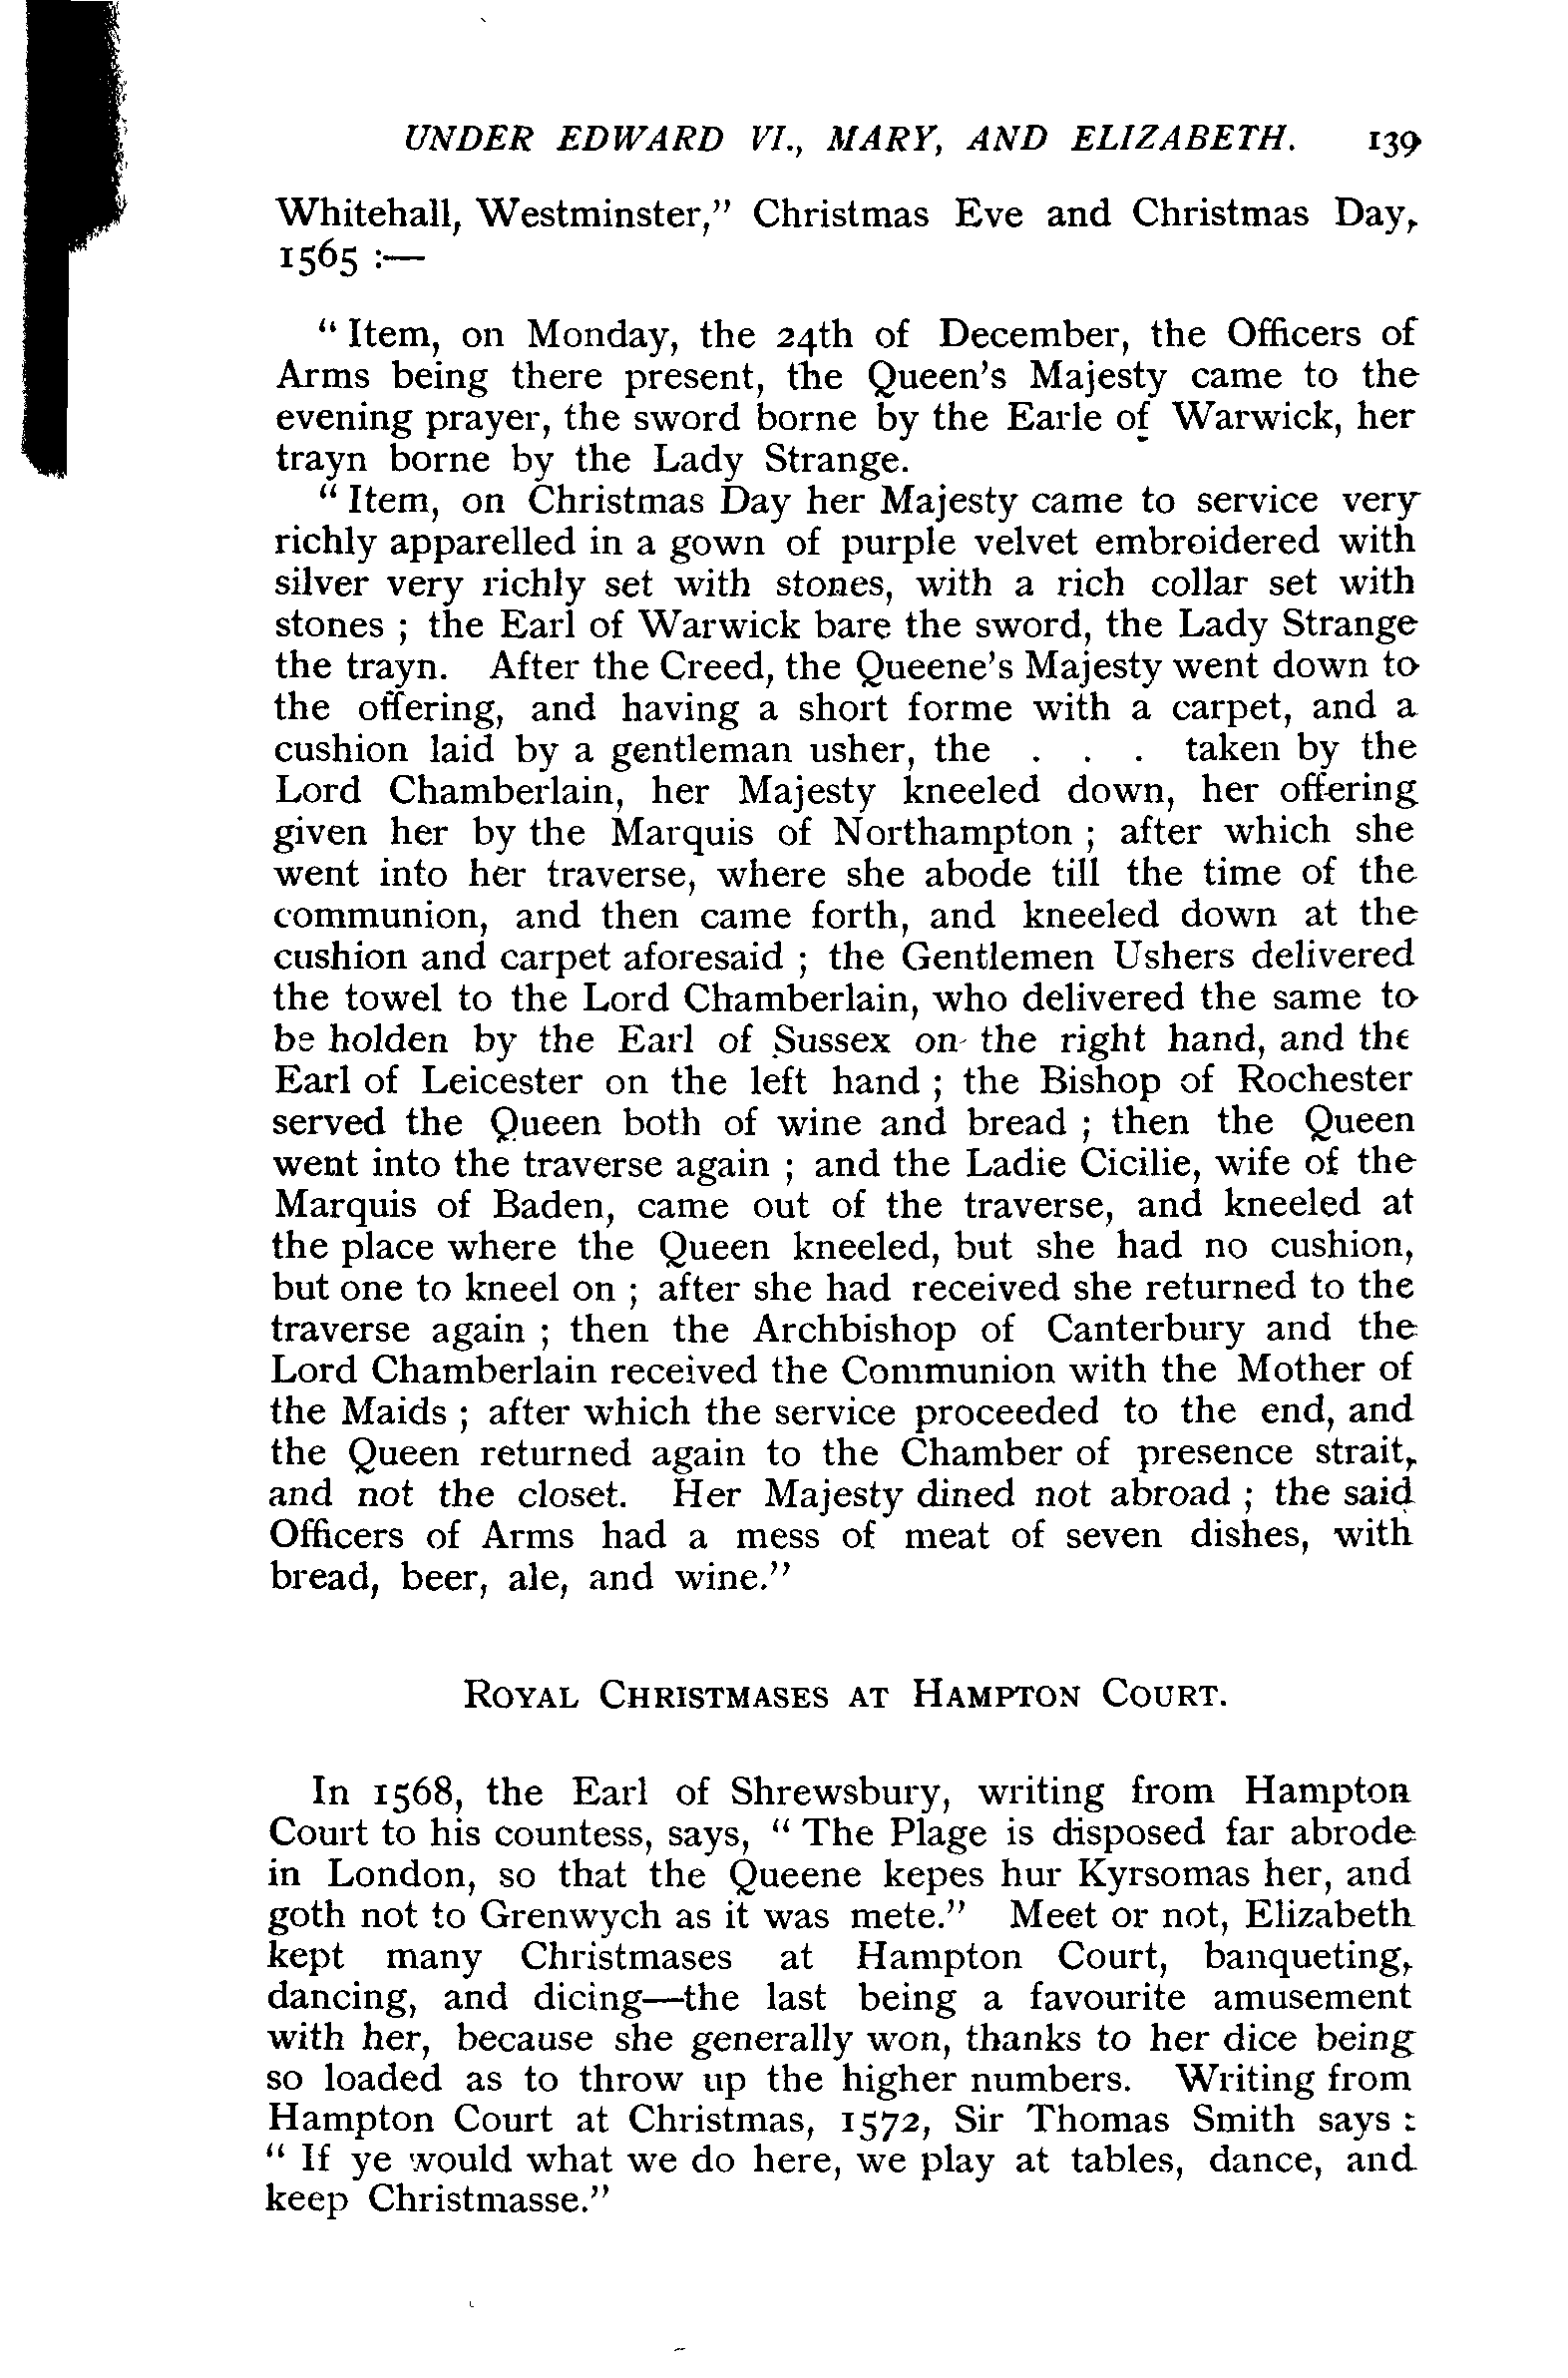 UNDER EDWARD VI., MARY, AND ELIZABETH. 139
Whitehall, Westminster,” Christmas Eve and Christmas Day,
1565 :—
“ Item, on Monday, the 24th of December, the Officers of
Arms being there present, the Queen’s Majesty came to the
evening prayer, the sword borne by the Earle of Warwick, her
trayn borne by the Lady Strange.
“ Item, on Christmas Day her Majesty came to service very
richly apparelled in a gown of purple velvet embroidered with
silver very richly set with stones, with a rich collar set with
stones ; the Earl of Warwick bare the sword, the Lady Strange
the trayn. After the Creed, the Queene’s Majesty went down to
the offering, and having a short forme with a carpet, and a
cushion laid by a gentleman usher, the . . . taken by the
Lord Chamberlain, her Majesty kneeled down, her offering
given her by the Marquis of Northampton ; after which she
went into her traverse, where she abode till the time of the
communion, and then came forth, and kneeled down at the
cushion and carpet aforesaid ; the Gentlemen Ushers delivered
the towel to the Lord Chamberlain, who delivered the same to
be holden by the Earl of Sussex on the right hand, and the
Earl of Leicester on the left hand ; the Bishop of Rochester
served the Queen both of wine and bread ; then the Queen
went into the traverse again ; and the Ladie Cicilie, wife of the
Marquis of Baden, came out of the traverse, and kneeled at
the place where the Queen kneeled, but she had no cushion,
but one to kneel on ; after she had received she returned to the
traverse again ; then the Archbishop of Canterbury and the
Lord Chamberlain received the Communion with the Mother of
the Maids ; after which the service proceeded to the end, and
the Queen returned again to the Chamber of presence strait,
and not the closet. Her Majesty dined not abroad ; the said
Officers of Arms had a mess of meat of seven dishes, with
bread, beer, ale, and wine.”
ROYAL CHRISTMASES AT HAMPTON COURT.
In 1568, the Earl of Shrewsbury, writing from Hampton
Court to his countess, says, “ The Plage is disposed far abrode
in London, so that the Queene kepes hur Kyrsomas her, and
goth not to Grenwych as it was mete.” Meet or not, Elizabeth
kept many Christmases at Hampton Court, banqueting,
dancing, and dicing—the last being a favourite amusement
with her, because she generally won, thanks to her dice being
so loaded as to throw up the higher numbers. Writing from
Hampton Court at Christmas, 1572, Sir Thomas Smith says :
“ If ye would what we do here, we play at tables, dance, and
keep Christmasse.”